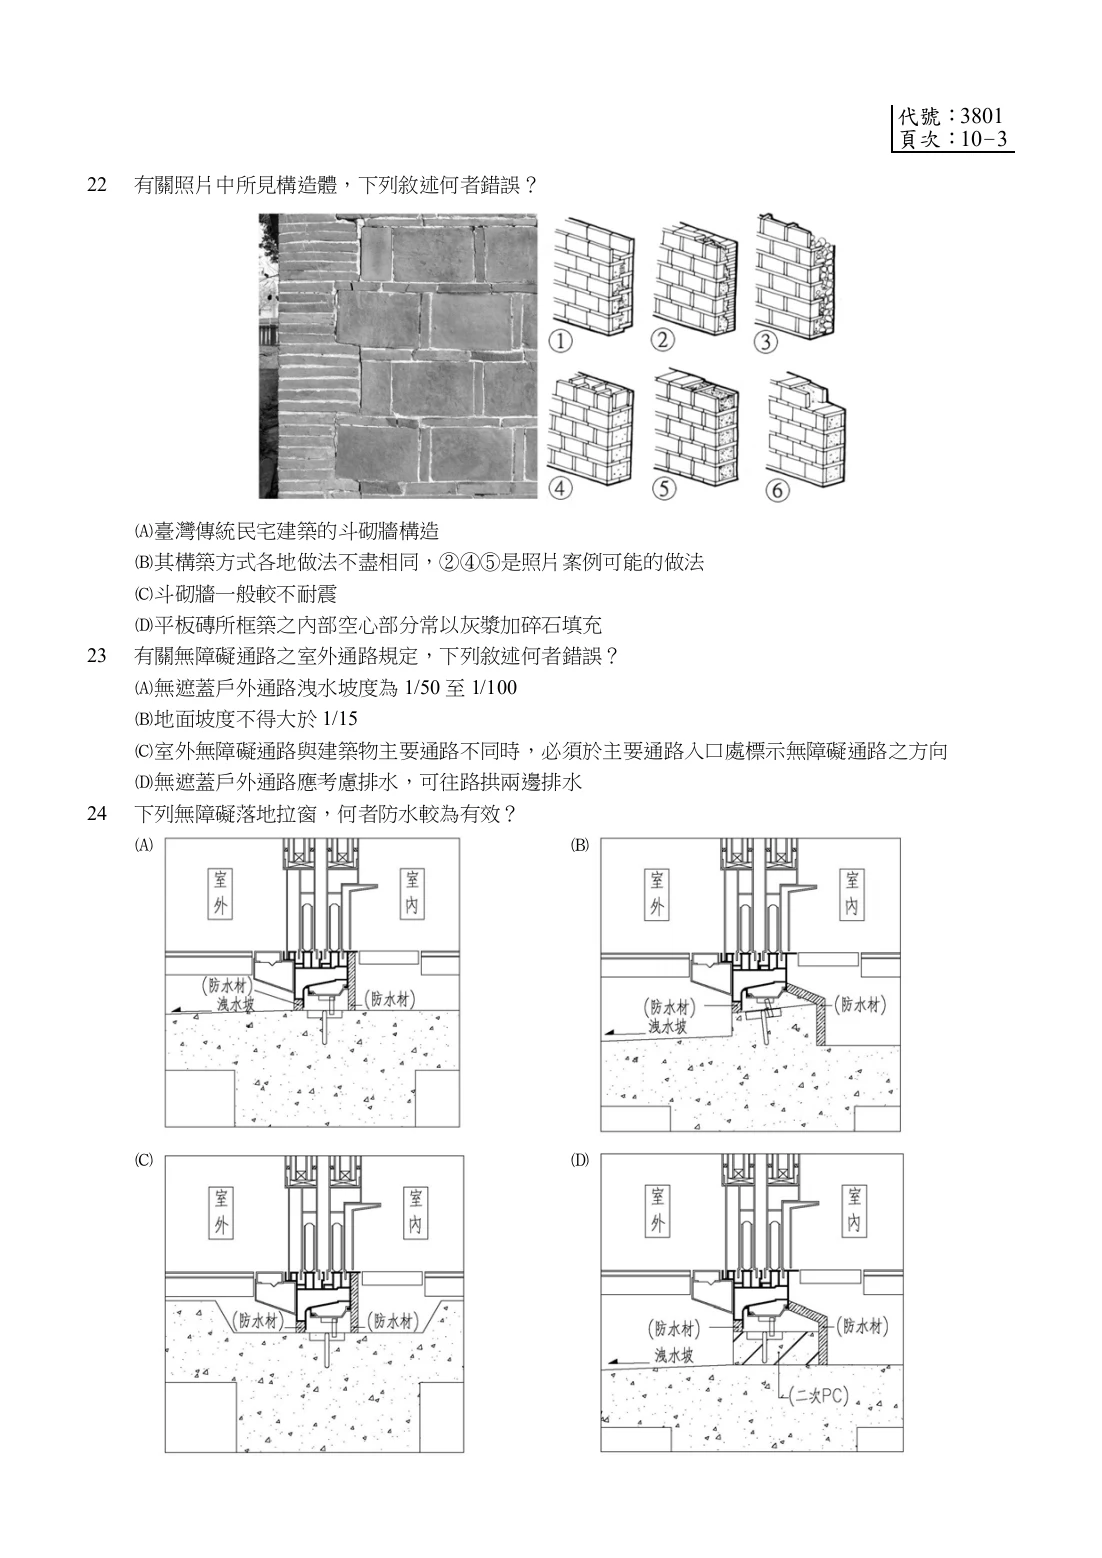 代號：3801
頁次：10－3
22 有關照片中所見構造體，下列敘述何者錯誤？
① ② ③
④ ⑤ ⑥
(A)臺灣傳統民宅建築的斗砌牆構造
(B)其構築方式各地做法不盡相同，②④⑤是照片案例可能的做法
(C)斗砌牆一般較不耐震
(D)平板磚所框築之內部空心部分常以灰漿加碎石填充
23 有關無障礙通路之室外通路規定，下列敘述何者錯誤？
(A)無遮蓋戶外通路洩水坡度為 1/50 至 1/100
(B)地面坡度不得大於 1/15
(C)室外無障礙通路與建築物主要通路不同時，必須於主要通路入口處標示無障礙通路之方向
(D)無遮蓋戶外通路應考慮排水，可往路拱兩邊排水
24 下列無障礙落地拉窗，何者防水較為有效？
(A)
室外
室內
(防水材)
洩水坡
(防水材)
(B)
室外
室內
(防水材)
洩水坡
(防水材)
(C)
室外
室內
(防水材)
(防水材)
(D)
室外
室內
(防水材)
洩水坡
(防水材)
(二次PC)